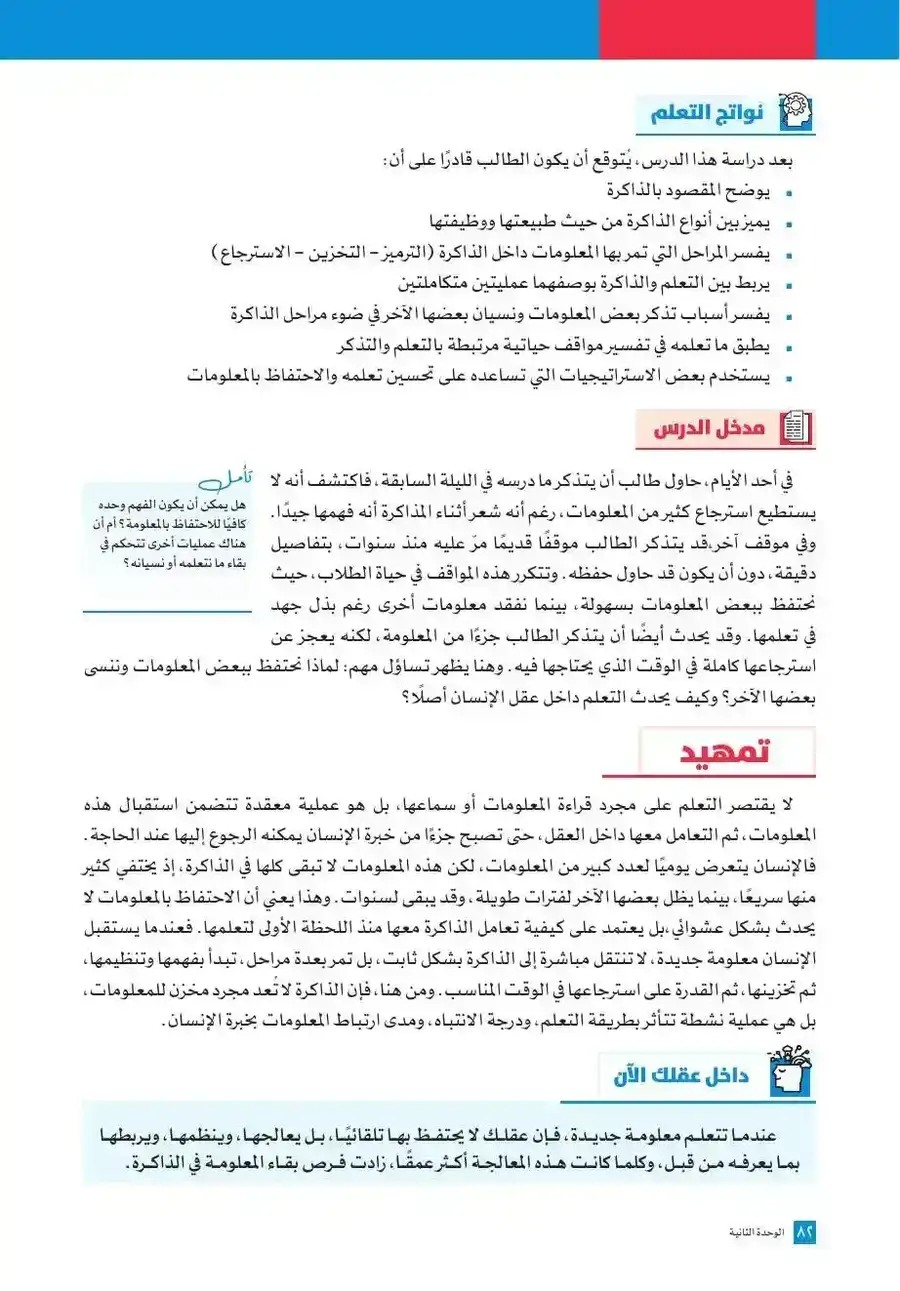 نواتج التعلم
بعد دراسة هذا الدرس، يُتوقع أن يكون الطالب قادرًا على أن:
▪ يوضح المقصود بالذاكرة
▪ يميز بين أنواع الذاكرة من حيث طبيعتها ووظيفتها
▪ يفسر المراحل التي تمر بها المعلومات داخل الذاكرة (الترميز – التخزين – الاسترجاع)
▪ يربط بين التعلم والذاكرة بوصفهما عمليتين متكاملتين
▪ يفسر أسباب تذكر بعض المعلومات ونسيان بعضها الآخر في ضوء مراحل الذاكرة
▪ يطبق ما تعلمه في تفسير مواقف حياتية مرتبطة بالتعلم والتذكر
▪ يستخدم بعض الاستراتيجيات التي تساعده على تحسين تعلمه والاحتفاظ بالمعلومات
مدخل الدرس
في أحد الأيام، حاول طالب أن يتذكر ما درسه في الليلة السابقة، فاكتشف أنه لا
يستطيع استرجاع كثير من المعلومات، رغم أنه شعر أثناء المذاكرة أنه فهمها جيدًا.
وفي موقف آخر،قد يتذكر الطالب موقفًا قديمًا مرّ عليه منذ سنوات، بتفاصيل
دقيقة، دون أن يكون قد حاول حفظه. وتتكرر هذه المواقف في حياة الطلاب، حيث
نحتفظ ببعض المعلومات بسهولة، بينما نفقد معلومات أخرى رغم بذل جهد
في تعلمها. وقد يحدث أيضًا أن يتذكر الطالب جزءًا من المعلومة، لكنه يعجز عن
استرجاعها كاملة في الوقت الذي يحتاجها فيه. وهنا يظهر تساؤل مهم: لماذا نحتفظ ببعض المعلومات وننسى
بعضها الآخر؟ وكيف يحدث التعلم داخل عقل الإنسان أصلًا؟
تأمل
هل يمكن أن يكون الفهم وحده
كافيًا للاحتفاظ بالمعلومة؟ أم أن
هناك عمليات أخرى تتحكم في
بقاء ما نتعلمه أو نسيانه؟
تمهيد
لا يقتصر التعلم على مجرد قراءة المعلومات أو سماعها، بل هو عملية معقدة تتضمن استقبال هذه
المعلومات، ثم التعامل معها داخل العقل، حتى تصبح جزءًا من خبرة الإنسان يمكنه الرجوع إليها عند الحاجة.
فالإنسان يتعرض يوميًا لعدد كبير من المعلومات، لكن هذه المعلومات لا تبقى كلها في الذاكرة، إذ يختفي كثير
منها سريعًا، بينما يظل بعضها الآخر لفترات طويلة، وقد يبقى لسنوات. وهذا يعني أن الاحتفاظ بالمعلومات لا
يحدث بشكل عشوائي،بل يعتمد على كيفية تعامل الذاكرة معها منذ اللحظة الأولى لتعلمها. فعندما يستقبل
الإنسان معلومة جديدة، لا تنتقل مباشرة إلى الذاكرة بشكل ثابت، بل تمر بعدة مراحل، تبدأ بفهمها وتنظيمها،
ثم تخزينها، ثم القدرة على استرجاعها في الوقت المناسب. ومن هنا، فإن الذاكرة لا تُعد مجرد مخزن للمعلومات،
بل هي عملية نشطة تتأثر بطريقة التعلم، ودرجة الانتباه، ومدى ارتباط المعلومات بخبرة الإنسان.
داخل عقلك الآن
عندما تتعلم معلومة جديدة، فإن عقلك لا يحتفظ بها تلقائيًا، بل يعالجها، وينظمها، ويربطها
بما يعرفه من قبل، وكلما كانت هذه المعالجة أكثر عمقًا، زادت فرص بقاء المعلومة في الذاكرة.
٨٢ الوحدة الثانية